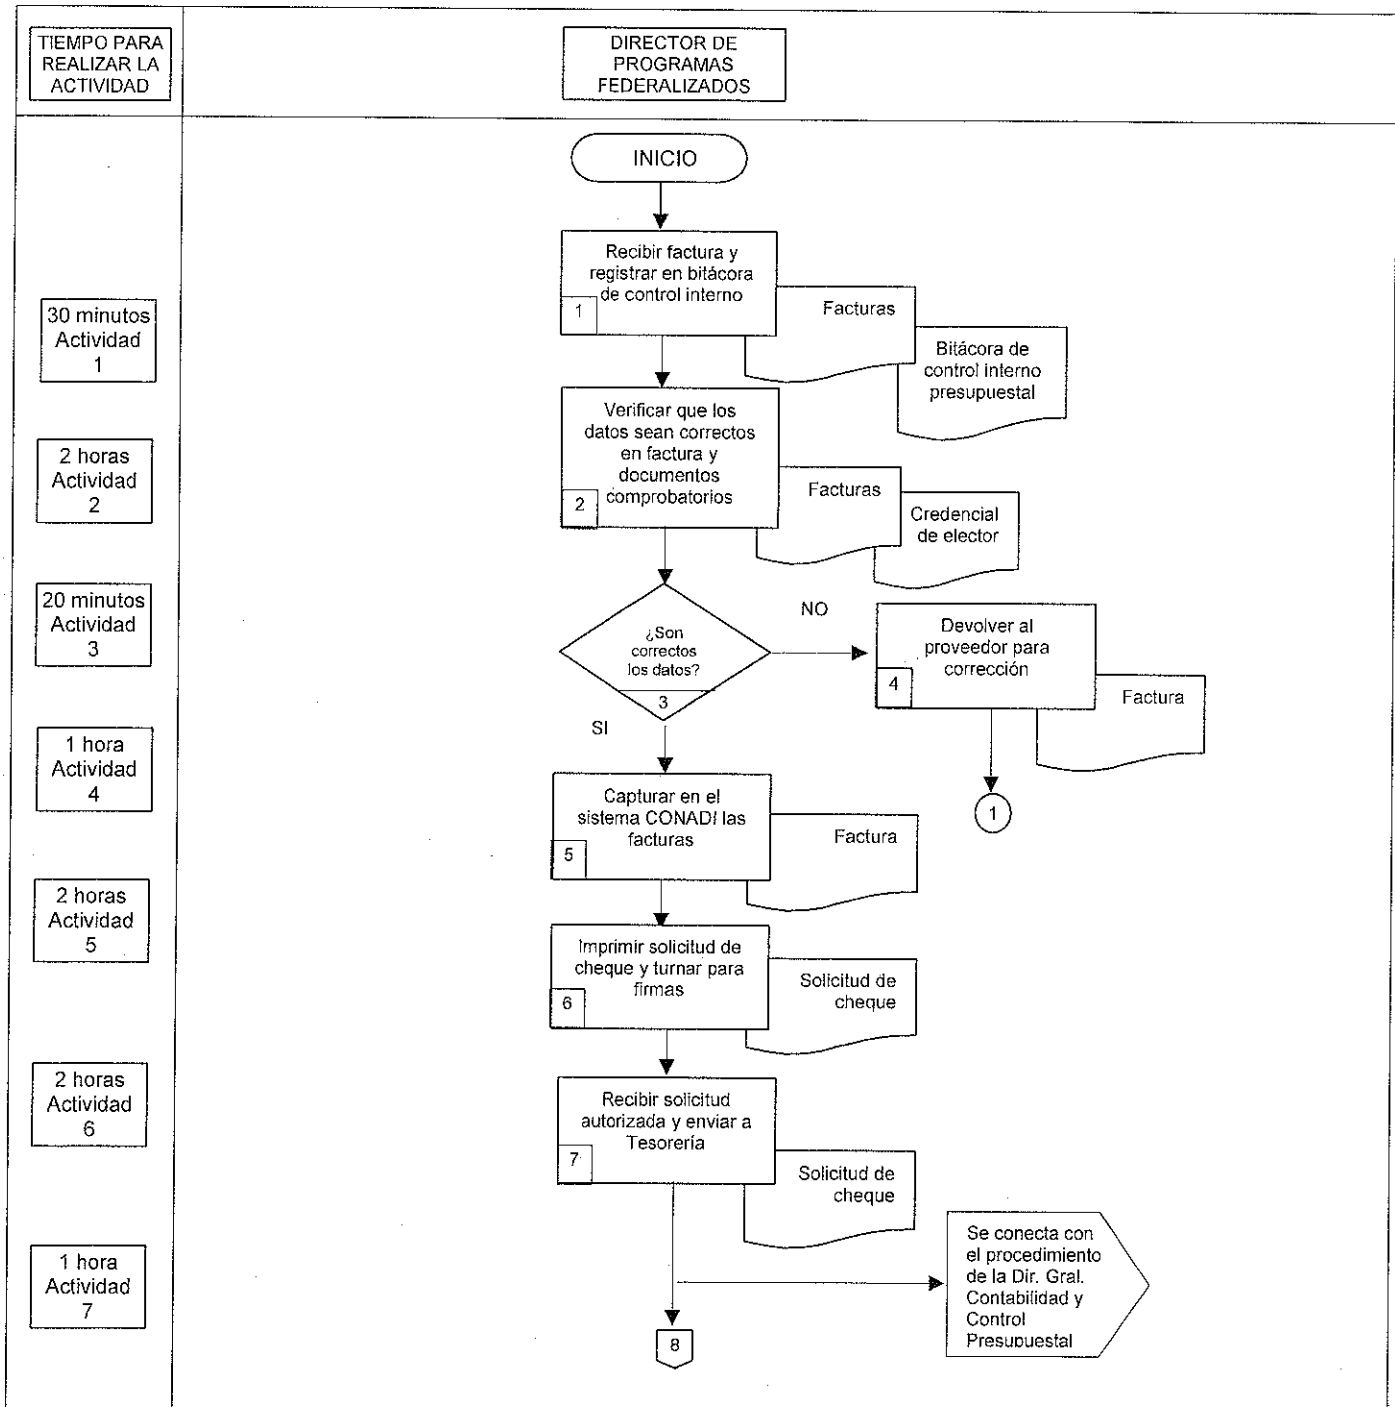 TIEMPO PARA
REALIZAR LA
ACTIVIDAD
DIRECTOR DE
PROGRAMAS
FEDERALIZADOS
INICIO
Recibir factura y
registrar en bitácora
de control interno
1
Facturas
Bitácora de
control interno
presupuestal
30 minutos
Actividad
1
Verificar que los
datos sean correctos
en factura y
documentos
comprobatorios
2
Facturas
Credencial
de elector
2 horas
Actividad
2
¿Son
correctos
los datos?
3
NO
SI
Devolver al
proveedor para
corrección
4
Factura
1
20 minutos
Actividad
3
1 hora
Actividad
4
Capturar en el
sistema CONADI las
facturas
5
Factura
2 horas
Actividad
5
Imprimir solicitud de
cheque y turnar para
firmas
6
Solicitud de
cheque
2 horas
Actividad
6
Recibir solicitud
autorizada y enviar a
Tesorería
7
Solicitud de
cheque
1 hora
Actividad
7
Se conecta con
el procedimiento
de la Dir. Gral.
Contabilidad y
Control
Presupuestal
8